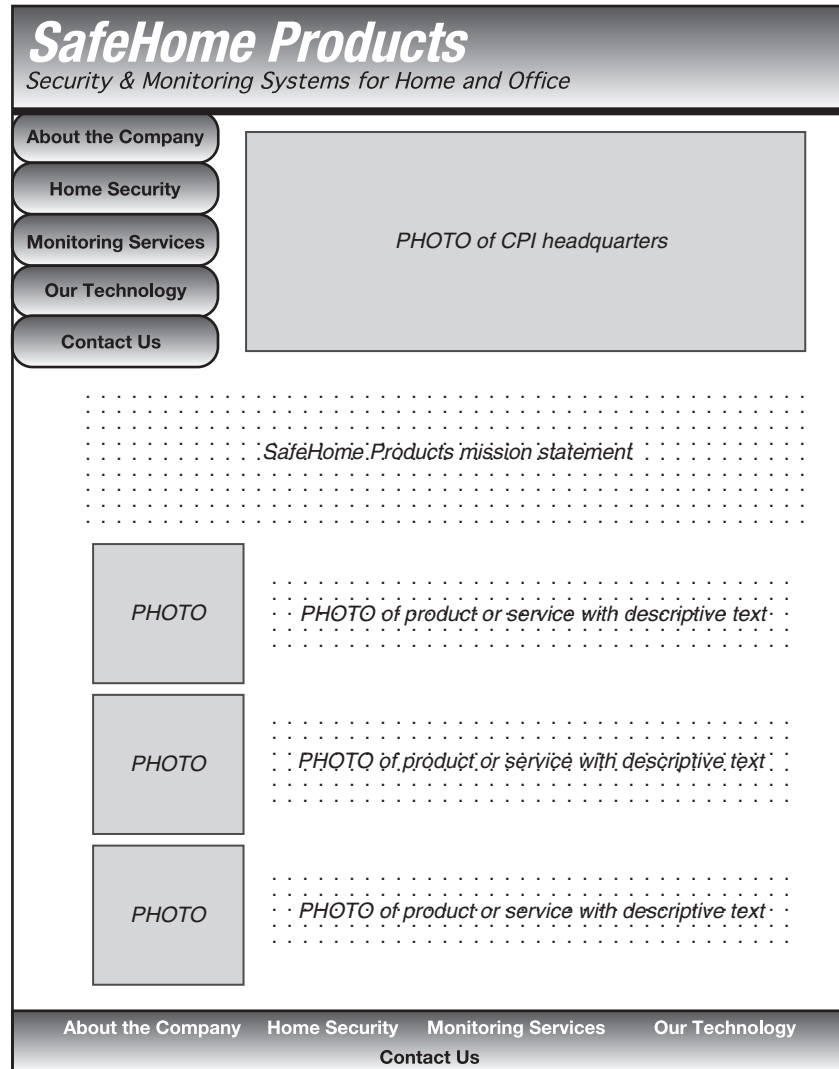 SafeHome Products
Security & Monitoring Systems for Home and Office
About the Company
Home Security
Monitoring Services
Our Technology
Contact Us
PHOTO of CPI headquarters
SafeHome Products mission statement
PHOTO
PHOTO of product or service with descriptive text
PHOTO
PHOTO of product or service with descriptive text
PHOTO
PHOTO of product or service with descriptive text
About the Company Home Security Monitoring Services Our Technology
Contact Us